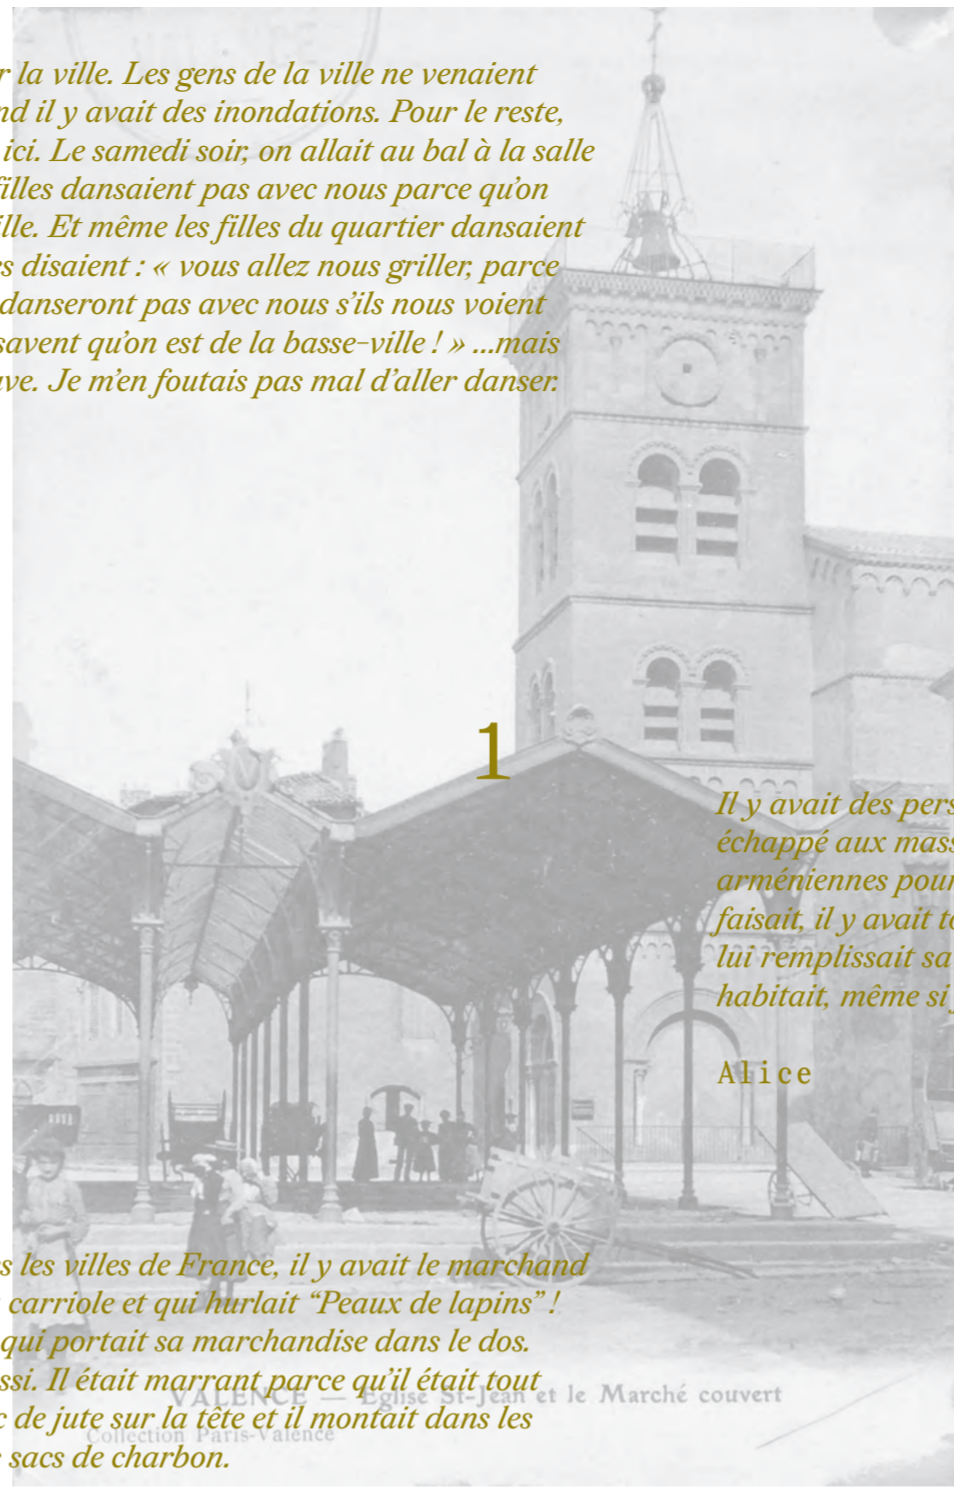 r la ville. Les gens de la ville ne venaient
nd il y avait des inondations. Pour le reste,
ici. Le samedi soir, on allait au bal à la salle
filles dansaient pas avec nous parce qu’on
ille. Et même les filles du quartier dansaient
es disaient : « vous allez nous griller, parce
danseront pas avec nous s’ils nous voient
savent qu’on est de la basse-ville ! » ...mais
uve. Je m’en foutais pas mal d’aller danser.
1
Il y avait des pers
échappé aux mass
arméniennes pour
faisait, il y avait to
lui remplissait sa
habitait, même si j
Alice
es les villes de France, il y avait le marchand
carriole et qui hurlait “Peaux de lapins” !
qui portait sa marchandise dans le dos.
ssi. Il était marrant parce qu’il était tout
c de jute sur la tête et il montait dans les
sacs de charbon.
VALENCE — Eglise St-Jean et le Marché couvert
Collection Paris-Valence